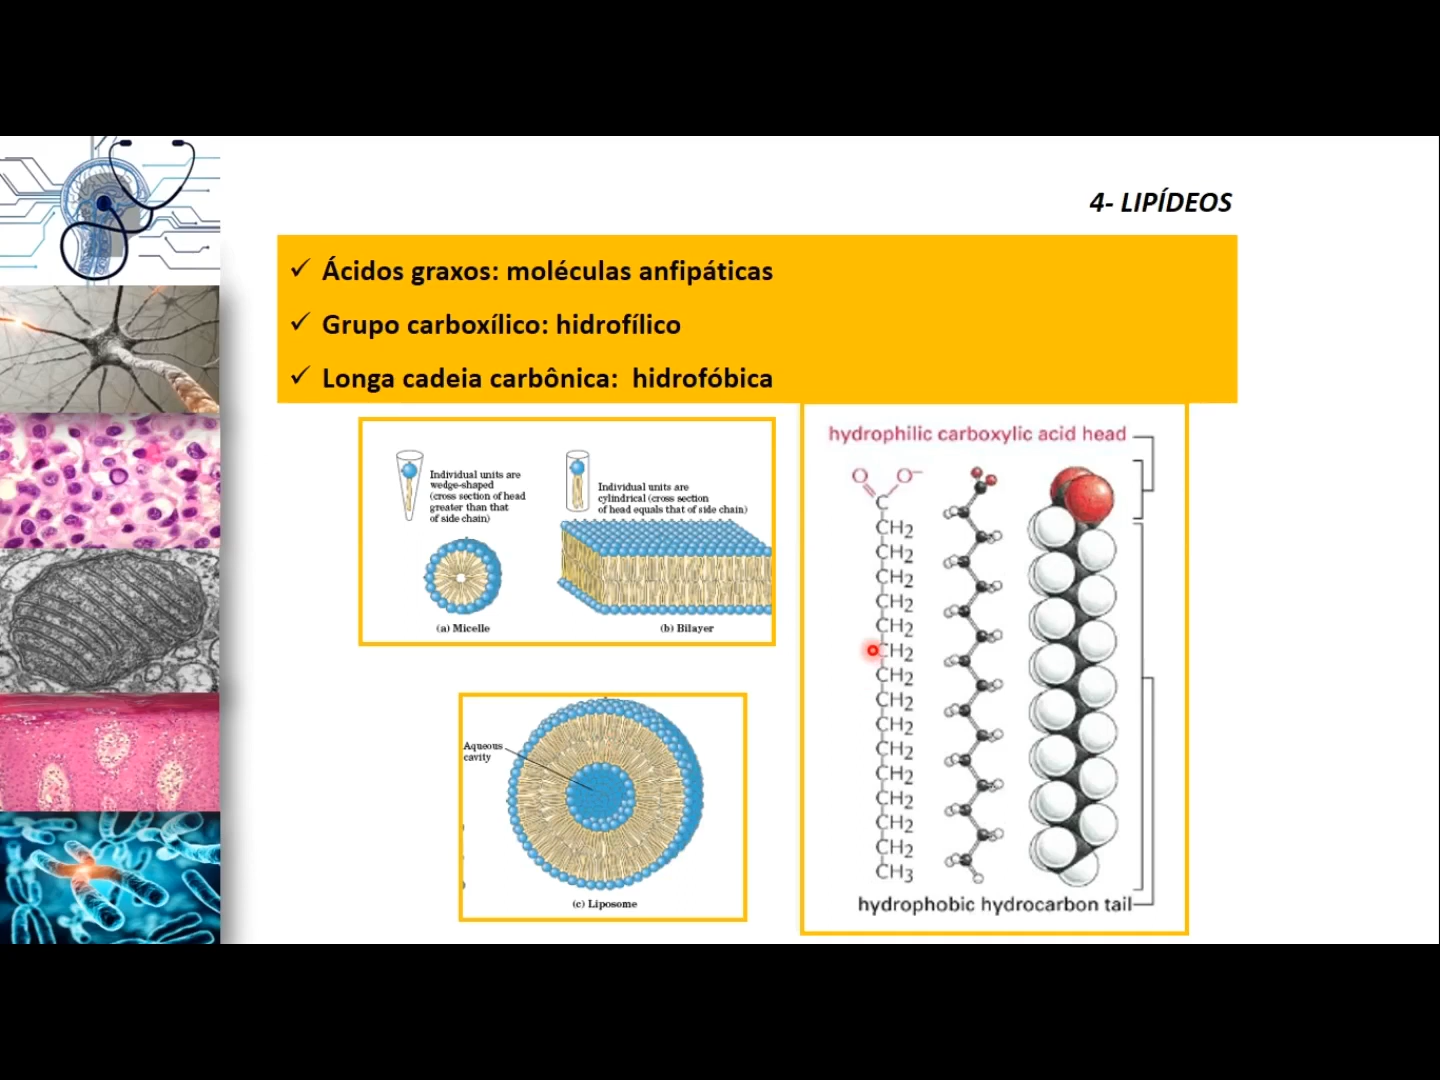 4- LIPÍDEOS
✓ Ácidos graxos: moléculas anfipáticas
✓ Grupo carboxílico: hidrofílico
✓ Longa cadeia carbônica: hidrofóbica
Individual units are
wedge-shaped
(cross section of head
greater than that
of side chain)
(a) Micelle
Individual units are
cylindrical (cross section
of head equals that of side chain)
(b) Bilayer
Aqueous
cavity
(c) Liposome
hydrophilic carboxylic acid head
O O−
C
CH2
CH2
CH2
CH2
CH2
CH2
CH2
CH2
CH2
CH2
CH2
CH2
CH2
CH2
CH3
hydrophobic hydrocarbon tail